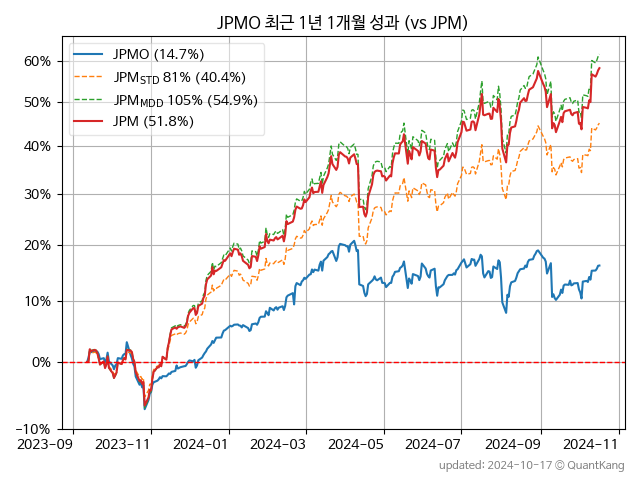 JPMO 최근 1년 1개월 성과 (vs JPM)
JPMO (14.7%)
JPM_STD 81% (40.4%)
JPM_MDD 105% (54.9%)
JPM (51.8%)
60%
50%
40%
30%
20%
10%
0%
−10%
2023-09 2023-11 2024-01 2024-03 2024-05 2024-07 2024-09 2024-11
updated: 2024-10-17 © QuantKang